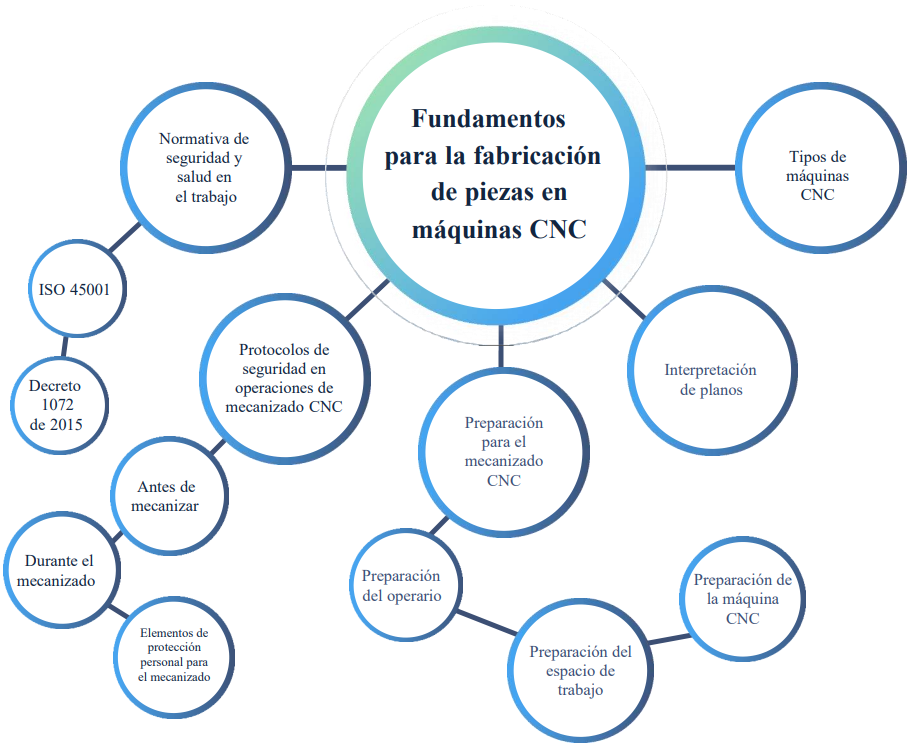 Fundamentos
para la fabricación
de piezas en
máquinas CNC
Normativa de
seguridad y
salud en
el trabajo
ISO 45001
Decreto
1072
de 2015
Protocolos de
seguridad en
operaciones de
mecanizado CNC
Antes de
mecanizar
Durante el
mecanizado
Elementos de
protección
personal para
el mecanizado
Preparación
para el
mecanizado
CNC
Preparación
del operario
Preparación del
espacio de
trabajo
Preparación de
la máquina
CNC
Interpretación
de planos
Tipos de
máquinas
CNC